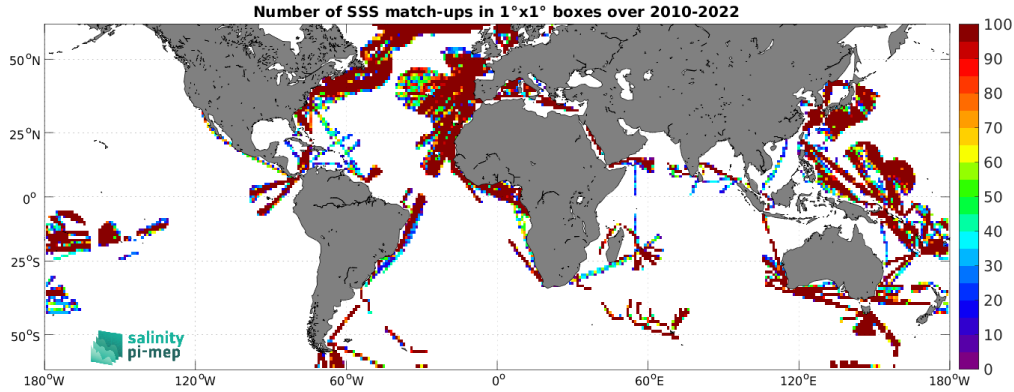 Number of SSS match-ups in 1°x1° boxes over 2010-2022
50°N
25°N
0°
25°S
50°S
180°W 120°W 60°W 0° 60°E 120°E 180°W
100
90
80
70
60
50
40
30
20
10
0
salinity
pi-mep